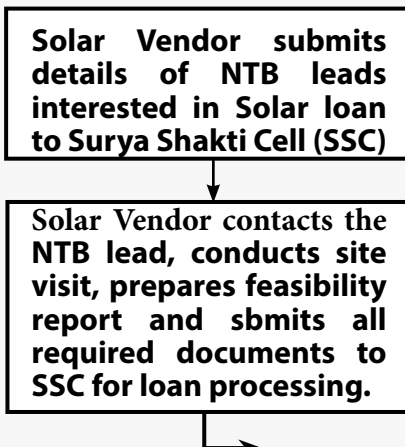 Solar Vendor submits
details of NTB leads
interested in Solar loan
to Surya Shakti Cell (SSC)
Solar Vendor contacts the
NTB lead, conducts site
visit, prepares feasibility
report and sbmits all
required documents to
SSC for loan processing.